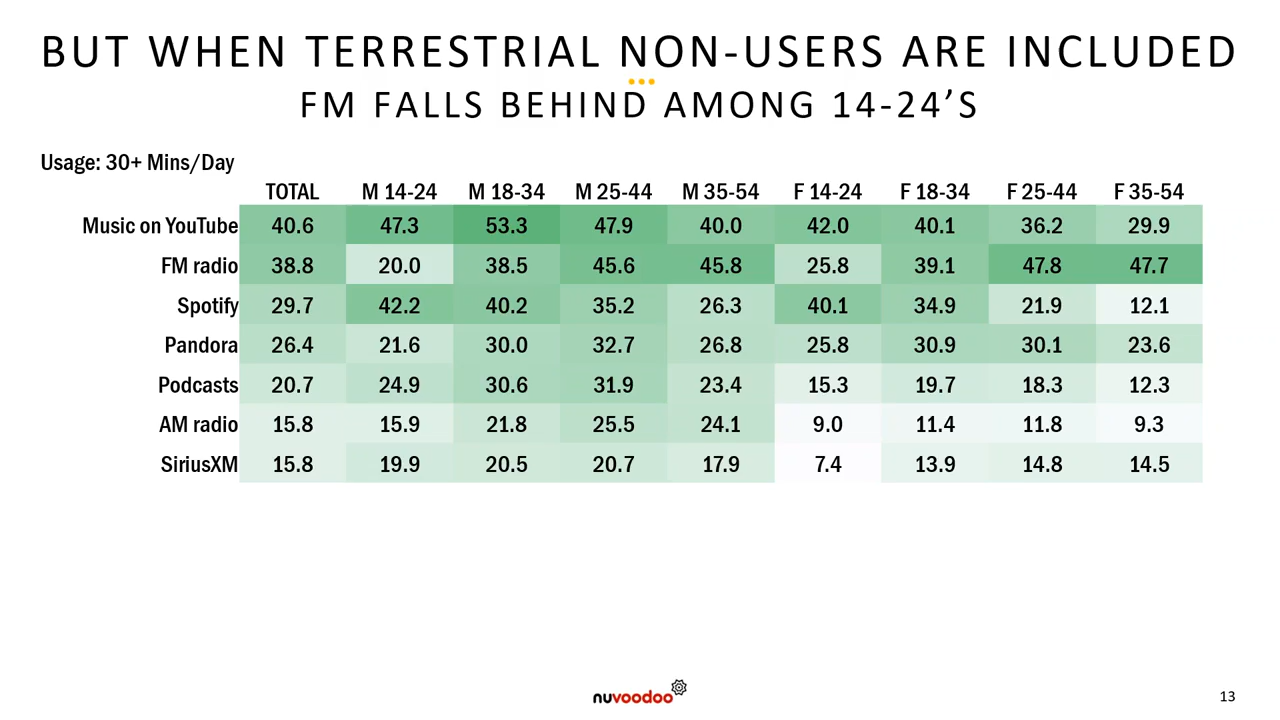 BUT WHEN TERRESTRIAL NON-USERS ARE INCLUDED
FM FALLS BEHIND AMONG 14-24'S
Usage: 30+ Mins/Day
TOTAL M 14-24 M 18-34 M 25-44 M 35-54 F 14-24 F 18-34 F 25-44 F 35-54
Music on YouTube 40.6 47.3 53.3 47.9 40.0 42.0 40.1 36.2 29.9
FM radio 38.8 20.0 38.5 45.6 45.8 25.8 39.1 47.8 47.7
Spotify 29.7 42.2 40.2 35.2 26.3 40.1 34.9 21.9 12.1
Pandora 26.4 21.6 30.0 32.7 26.8 25.8 30.9 30.1 23.6
Podcasts 20.7 24.9 30.6 31.9 23.4 15.3 19.7 18.3 12.3
AM radio 15.8 15.9 21.8 25.5 24.1 9.0 11.4 11.8 9.3
SiriusXM 15.8 19.9 20.5 20.7 17.9 7.4 13.9 14.8 14.5
nuvoodoo
13